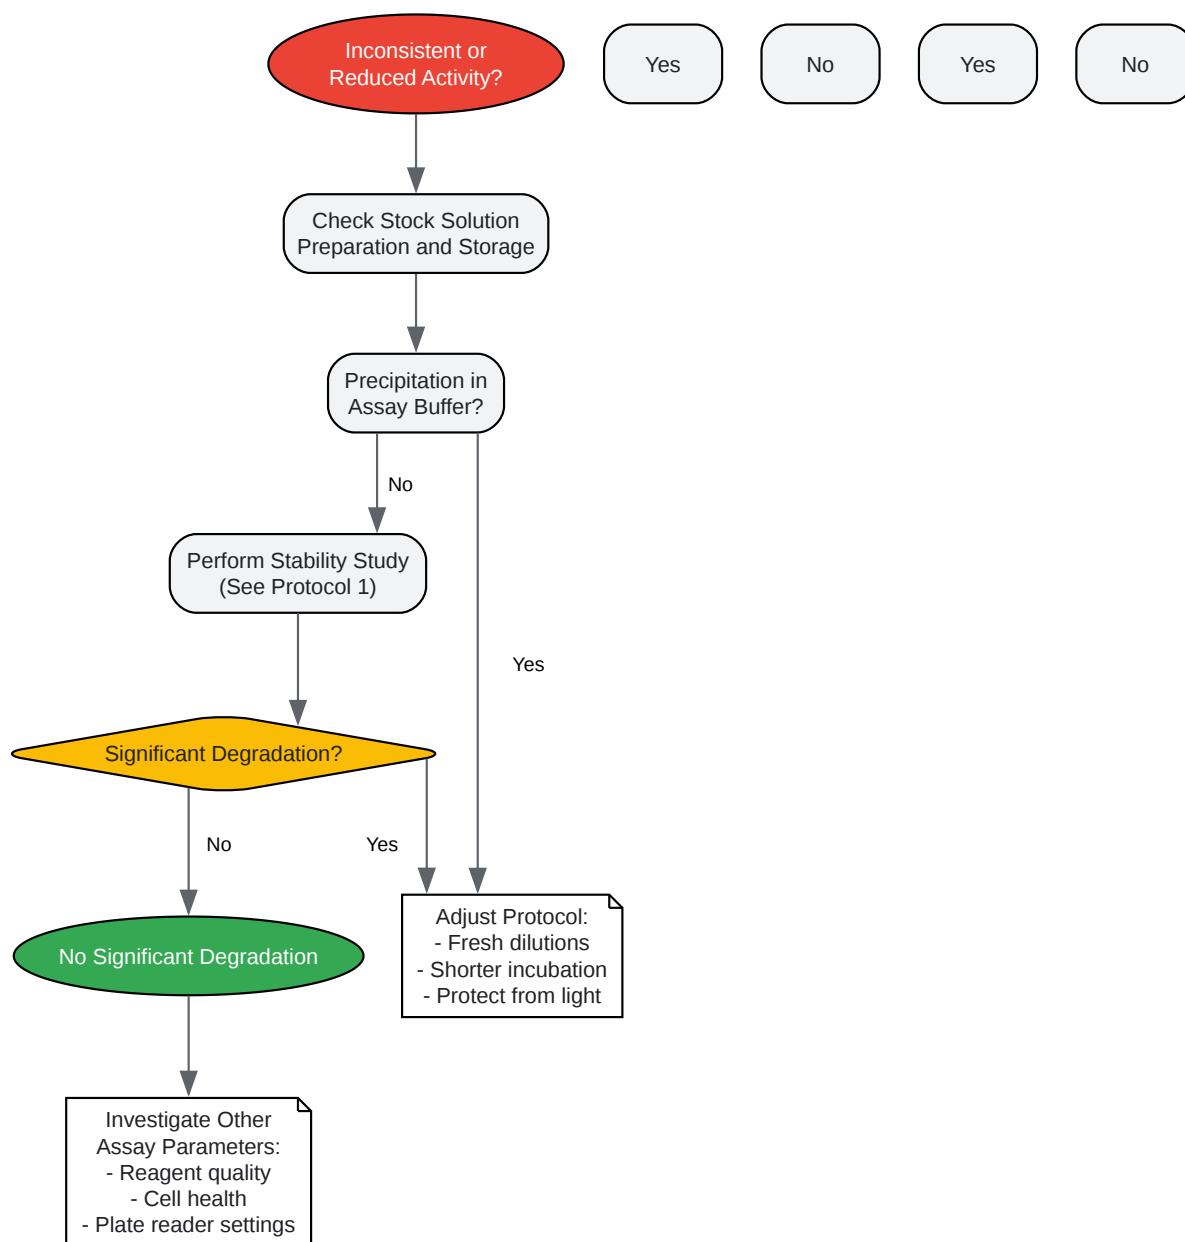 Inconsistent or
Reduced Activity?
Yes
No
Yes
No
Check Stock Solution
Preparation and Storage
Precipitation in
Assay Buffer?
No
Perform Stability Study
(See Protocol 1)
Yes
Significant Degradation?
No
Yes
No Significant Degradation
Adjust Protocol:
- Fresh dilutions
- Shorter incubation
- Protect from light
Investigate Other
Assay Parameters:
- Reagent quality
- Cell health
- Plate reader settings